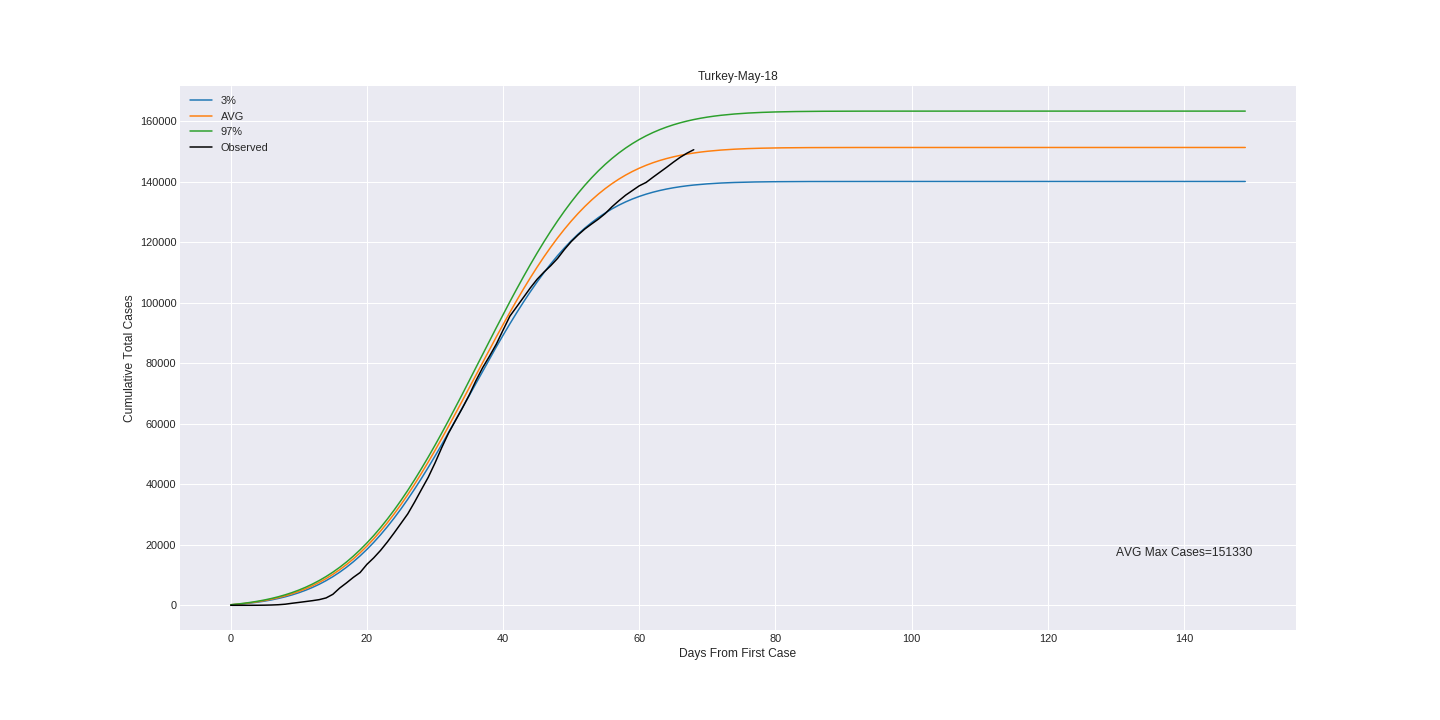 Turkey-May-18
3%
AVG
97%
Observed
160000
140000
120000
100000
80000
60000
40000
20000
0
Cumulative Total Cases
AVG Max Cases=151330
0 20 40 60 80 100 120 140
Days From First Case